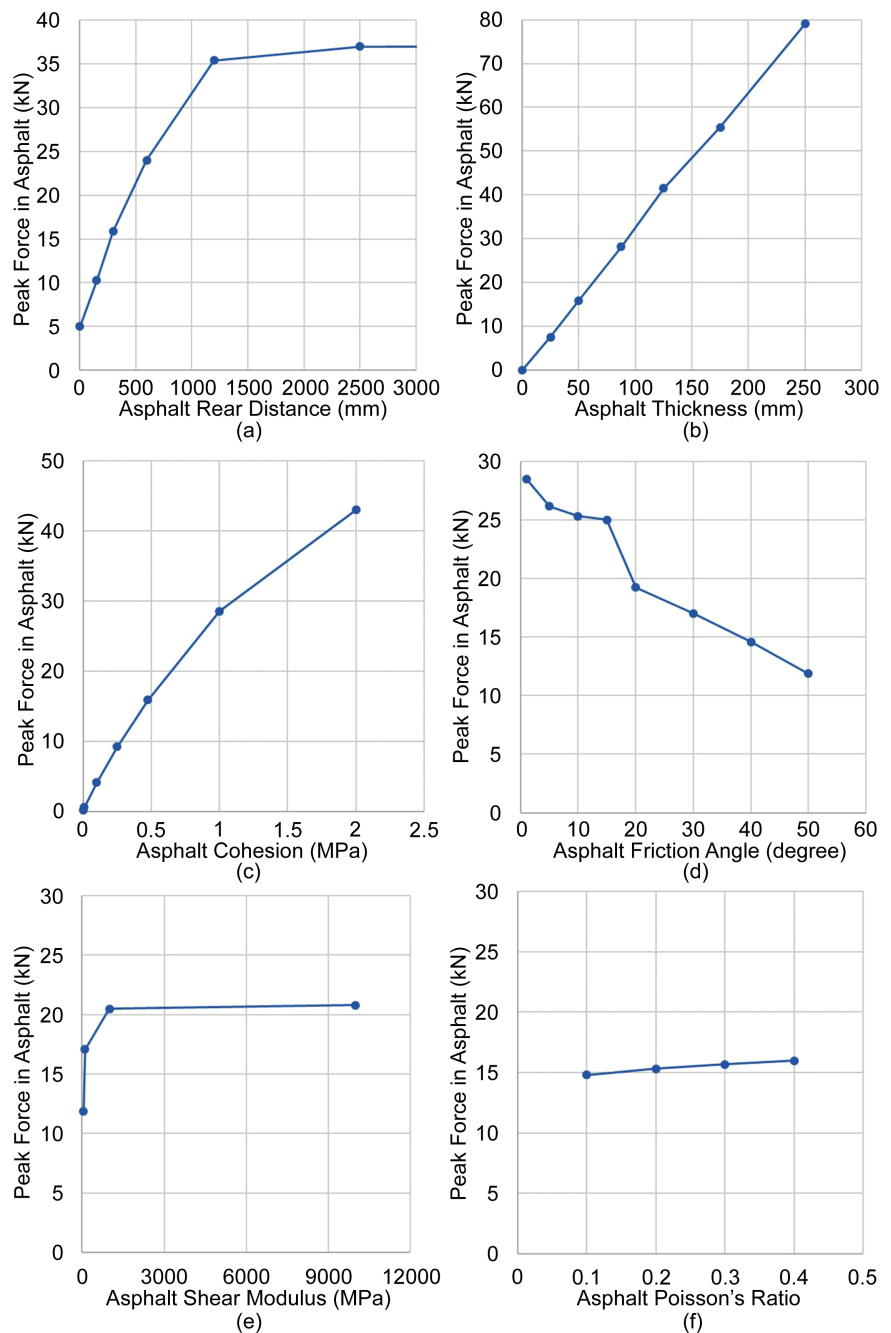 40
35
30
25
20
15
10
5
0
Peak Force in Asphalt (kN)
0 500 1000 1500 2000 2500 3000
Asphalt Rear Distance (mm)
(a)
80
70
60
50
40
30
20
10
0
Peak Force in Asphalt (kN)
0 50 100 150 200 250 300
Asphalt Thickness (mm)
(b)
50
40
30
20
10
0
Peak Force in Asphalt (kN)
0 0.5 1 1.5 2 2.5
Asphalt Cohesion (MPa)
(c)
30
25
20
15
10
5
0
Peak Force in Asphalt (kN)
0 10 20 30 40 50 60
Asphalt Friction Angle (degree)
(d)
30
25
20
15
10
5
0
Peak Force in Asphalt (kN)
0 3000 6000 9000 12000
Asphalt Shear Modulus (MPa)
(e)
30
25
20
15
10
5
0
Peak Force in Asphalt (kN)
0 0.1 0.2 0.3 0.4 0.5
Asphalt Poisson’s Ratio
(f)